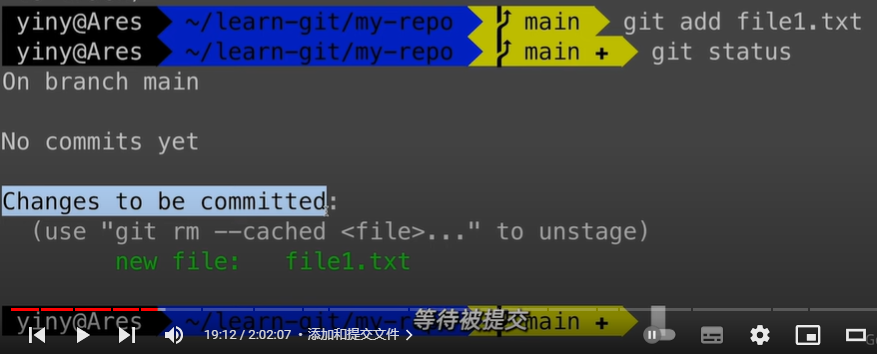 yiny@Ares ~/learn-git/my-repo main git add file1.txt
yiny@Ares ~/learn-git/my-repo main + git status
On branch main
No commits yet
Changes to be committed:
(use "git rm --cached <file>..." to unstage)
new file: file1.txt
yiny@Ares ~/learn-git/my-repo main +
等待被提交
19:12 / 2:02:07 • 添加和提交文件